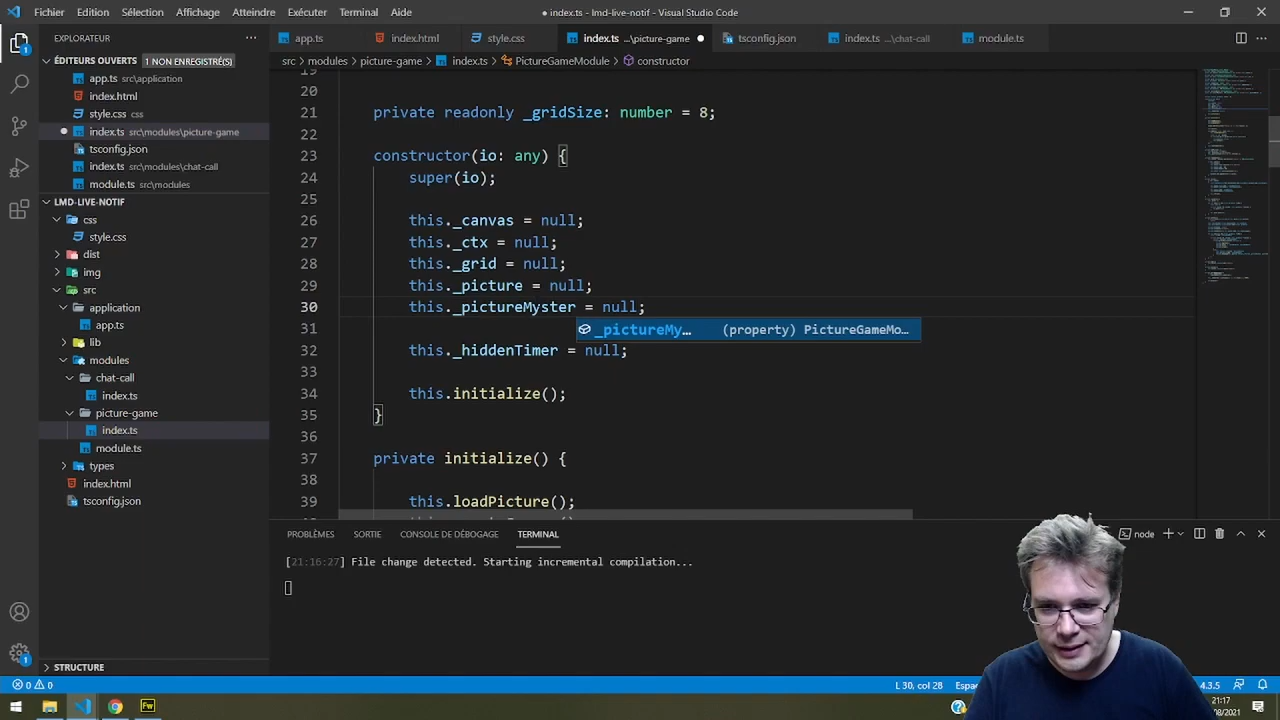 Fichier Edition Sélection Affichage Atteindre Exécuter Terminal Aide
● index.ts - lmd-live-notif - Visual Studio Code
EXPLORATEUR
app.ts index.html style.css index.ts ...\picture-game tsconfig.json index.ts ...\chat-call module.ts
src > modules > picture-game > index.ts > PictureGameModule > constructor
ÉDITEURS OUVERTS 1 NON ENREGISTRÉ(S)
app.ts src\application
index.html
style.css css
index.ts src\modules\picture-game
tsconfig.json
index.ts src\modules\chat-call
module.ts src\modules
LMD-LIVE-NOTIF
css
style.css
dist
img
src
application
app.ts
lib
modules
chat-call
index.ts
picture-game
index.ts
module.ts
types
index.html
tsconfig.json
STRUCTURE
19
20
21 private readonly _gridSize: number = 8;
22
23 constructor(io: any) {
24 super(io);
25
26 this._canvas = null;
27 this._ctx = null;
28 this._grid = null;
29 this._picture = null;
30 this._pictureMyster = null;
_pictureMy… (property) PictureGameMo…
31
32 this._hiddenTimer = null;
33
34 this.initialize();
35 }
36
37 private initialize() {
38
39 this.loadPicture();
PROBLÈMES SORTIE CONSOLE DE DÉBOGAGE TERMINAL
node
[21:16:27] File change detected. Starting incremental compilation...
0 0
L 30, col 28
4.3.5
Fw
21:17